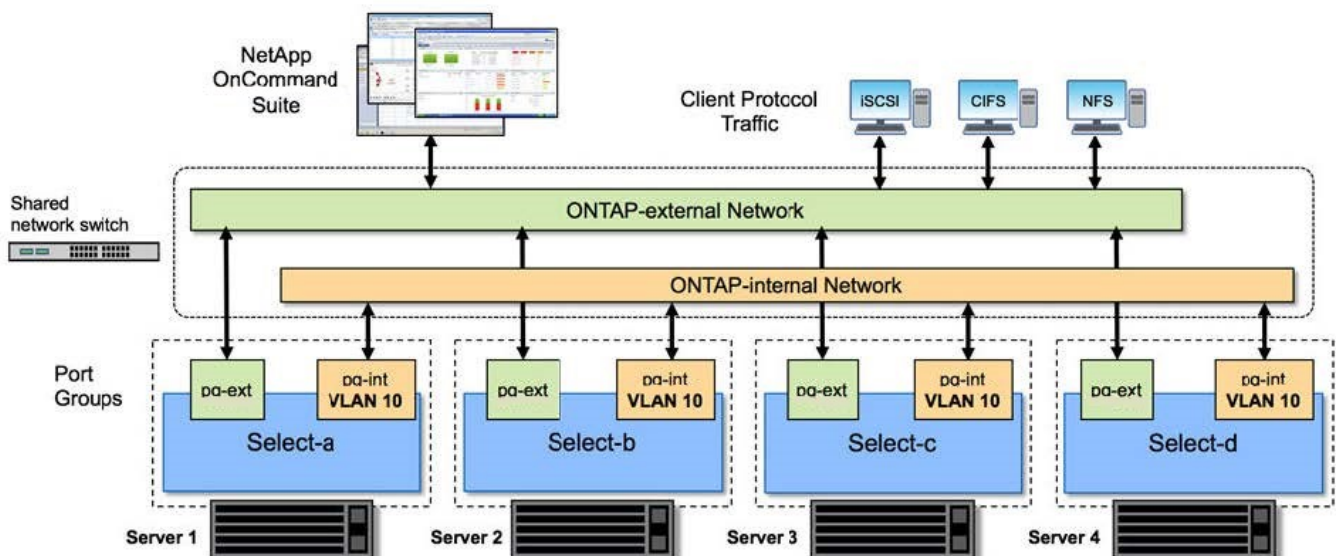 NetApp
OnCommand
Suite
Client Protocol
Traffic
iSCSI
CIFS
NFS
Shared
network switch
ONTAP-external Network
ONTAP-internal Network
Port
Groups
pg-ext
pg-int
VLAN 10
Select-a
pg-ext
pg-int
VLAN 10
Select-b
pg-ext
pg-int
VLAN 10
Select-c
pg-ext
pg-int
VLAN 10
Select-d
Server 1
Server 2
Server 3
Server 4